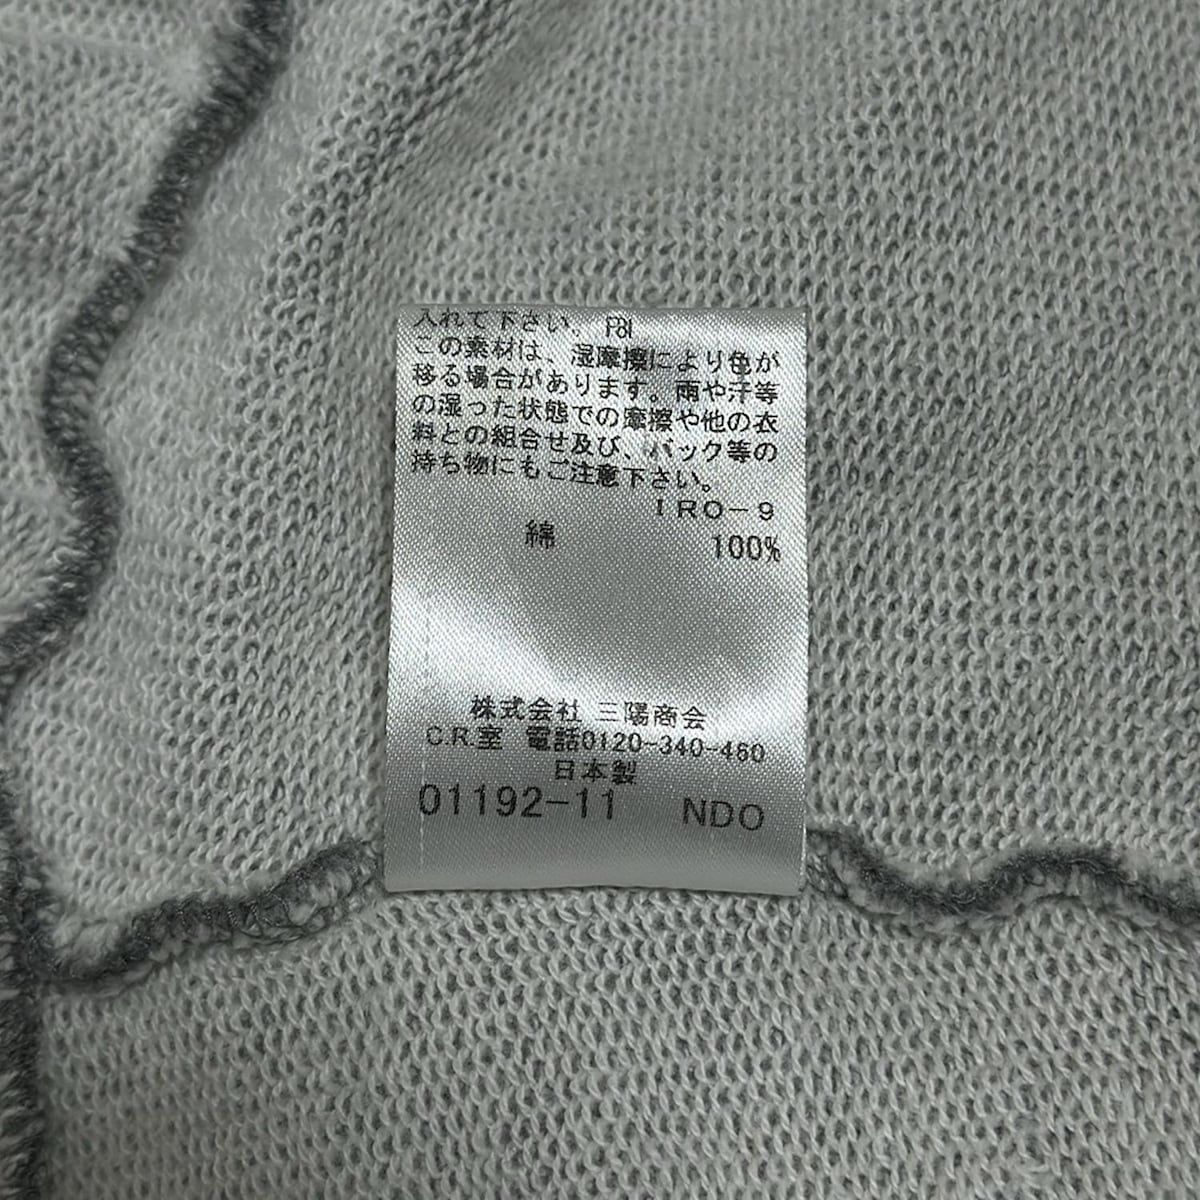 入れて下さい。 P8I
この素材は、湿摩擦により色が
移る場合があります。雨や汗等
の湿った状態での摩擦や他の衣
料との組合せ及び、バック等の
持ち物にもご注意下さい。
IRO-9
綿 100%
株式会社 三陽商会
C.R.室 電話0120-340-460
日本製
01192-11 NDO